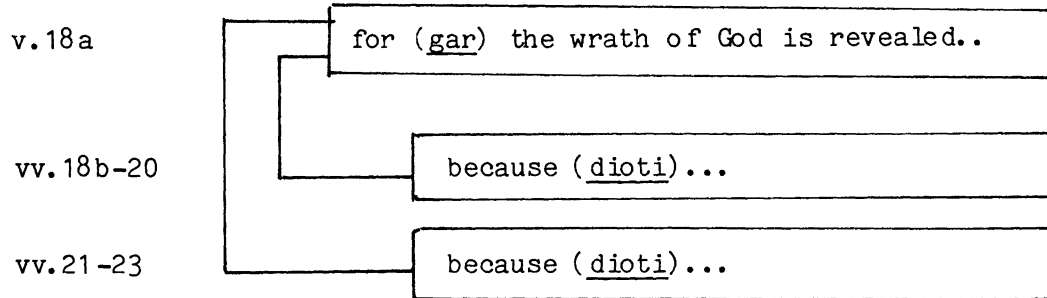 v.18a for (gar) the wrath of God is revealed..
vv.18b-20 because (dioti)...
vv.21-23 because (dioti)...